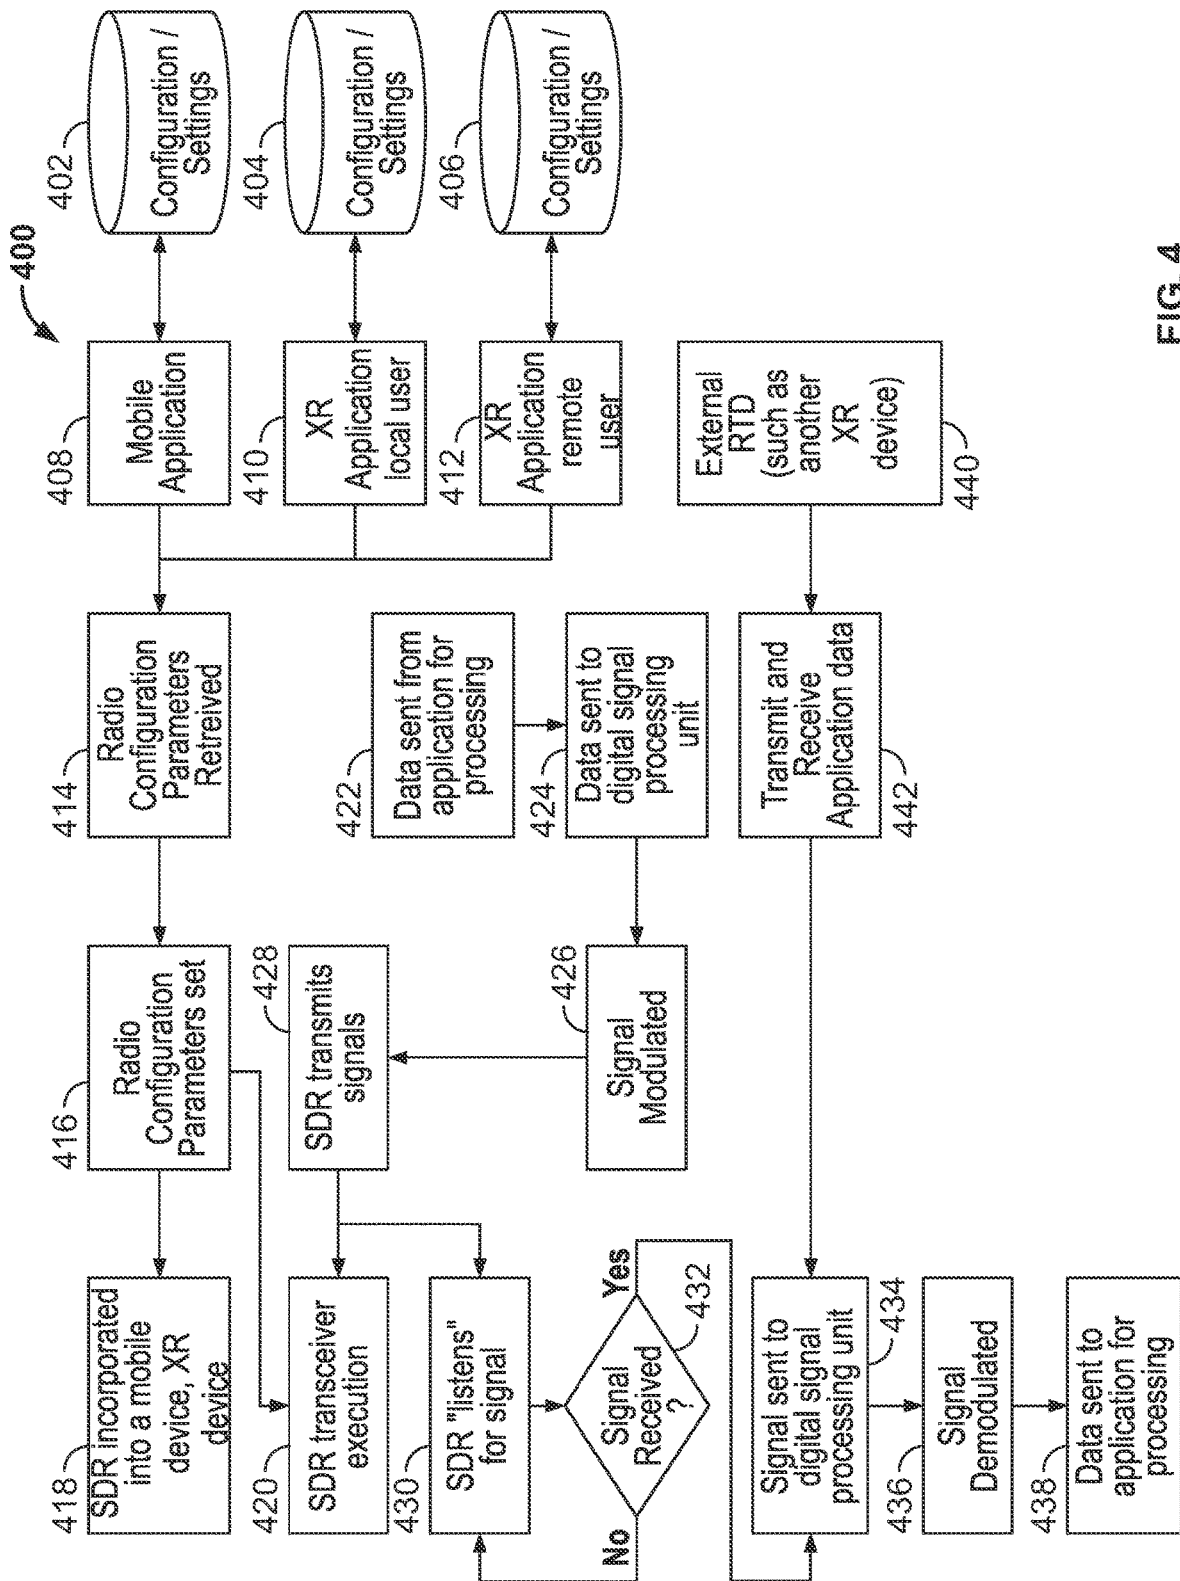 400
402
Configuration /
Settings
404
Configuration /
Settings
406
Configuration /
Settings
408
Mobile
Application
410
XR
Application
local user
412
XR
Application
remote
user
External
RTD
(such as
another
XR
device)
440
414
Radio
Configuration
Parameters
Retreived
422
Data sent from
application for
processing
424
Data sent to
digital signal
processing
unit
Transmit and
Receive
Application data
442
416
Radio
Configuration
Parameters set
428
SDR transmits
signals
426
Signal
Modulated
418
SDR incorporated
into a mobile
device, XR
device
420
SDR transceiver
execution
430
SDR "listens"
for signal
Signal
Received
?
432
Yes
No
Signal sent to
digital signal
processing unit
434
436
Signal
Demodulated
438
Data sent to
application for
processing
FIG. 4